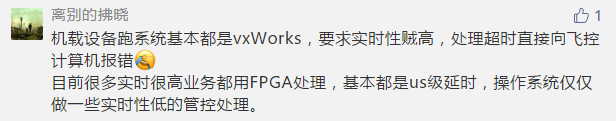 离别的拂晓
1
机载设备跑系统基本都是vxWorks，要求实时性贼高，处理超时直接向飞控
计算机报错
目前很多实时很高业务都用FPGA处理，基本都是us级延时，操作系统仅仅
做一些实时性低的管控处理。